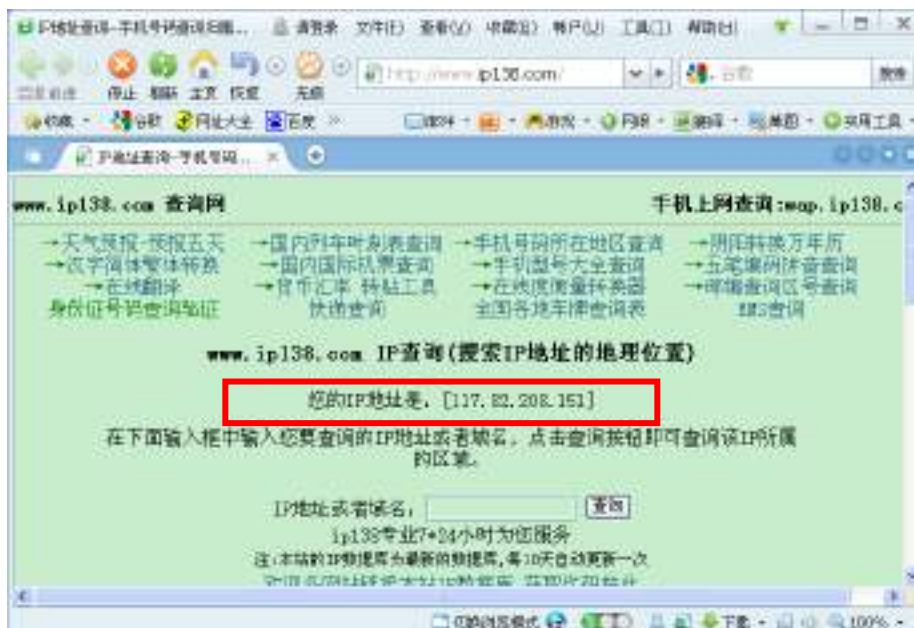 IP地址查询-手机号码查询归属...
请登录 文件(F) 查看(V) 收藏(B) 帐户(U) 工具(T) 帮助(H)
停止 刷新 主页 恢复 无痕
http://www.ip138.com/
谷歌
收藏 谷歌 网址大全 百度
游戏 网银 翻译 截图 实用工具
IP地址查询-手机号码...
www.ip138.com 查询网
手机上网查询:wap.ip138.c
→天气预报-预报五天 →国内列车时刻表查询 →手机号码所在地区查询 →阴阳转换万年历
→汉字简体繁体转换 →国内国际机票查询 →手机型号大全查询 →五笔编码拼音查询
→在线翻译 →货币汇率 转贴工具 →在线度衡量转换器 →邮编查询区号查询
身份证号码查询验证 快递查询 全国各地车牌查询表 EMS查询
www.ip138.com IP查询(搜索IP地址的地理位置)
您的IP地址是：[117.82.208.151]
在下面输入框中输入您要查询的IP地址或者域名，点击查询按钮即可查询该IP所属
的区域。
IP地址或者域名： 查询
ip138专业7*24小时为您服务
注:本站的IP数据库为最新的数据库,每10天自动更新一次
切换浏览模式 下载 100%